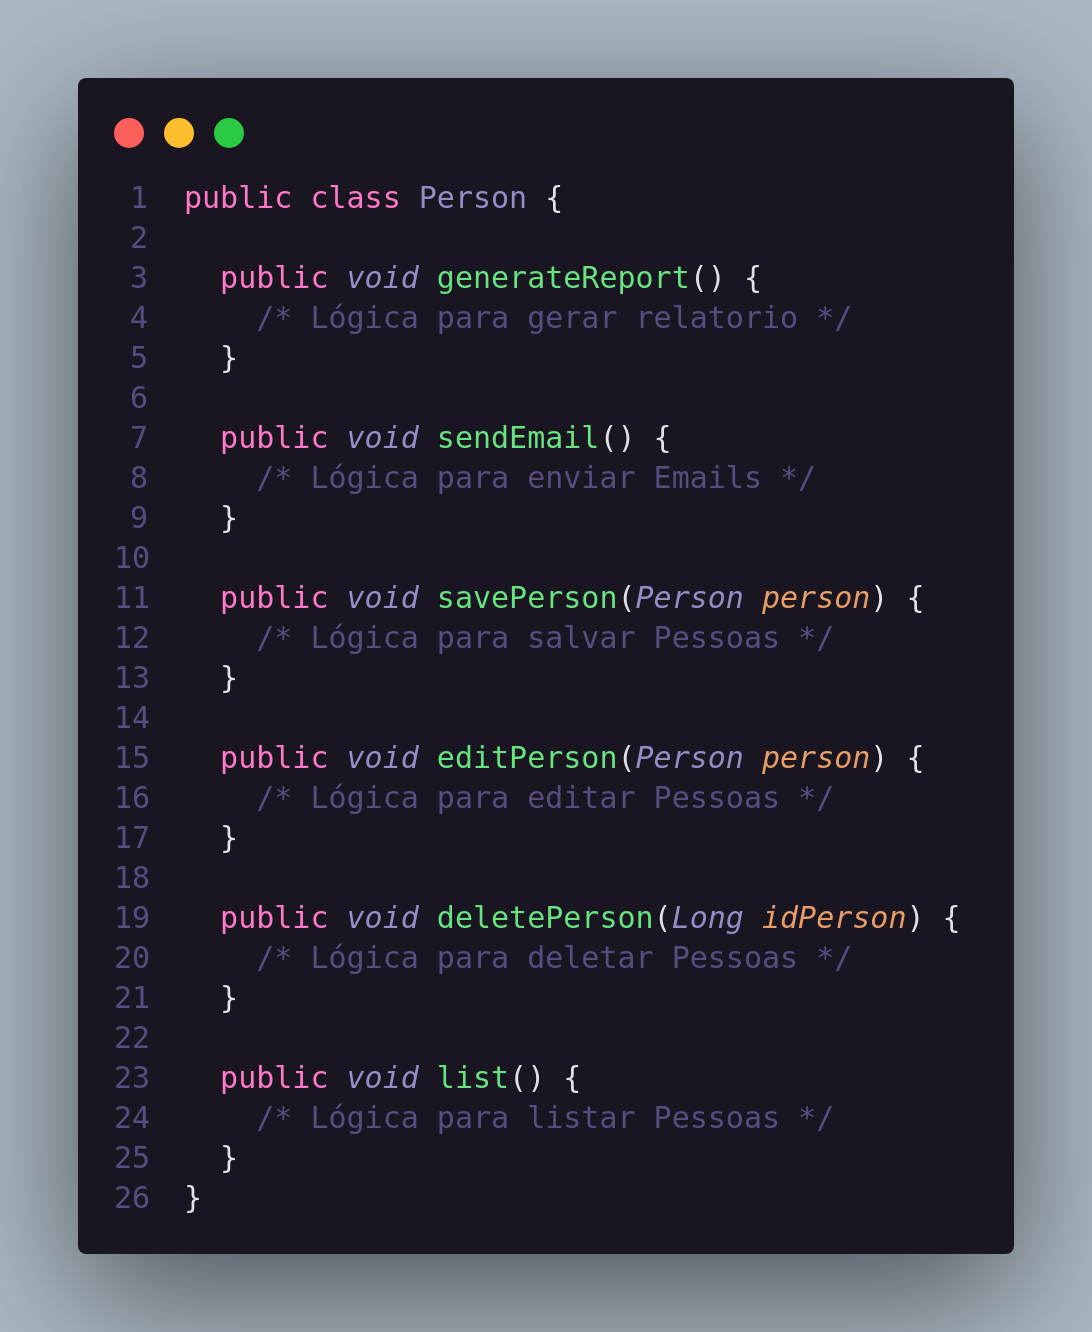 1 public class Person {
2
3   public void generateReport() {
4     /* Lógica para gerar relatorio */
5   }
6
7   public void sendEmail() {
8     /* Lógica para enviar Emails */
9   }
10
11   public void savePerson(Person person) {
12     /* Lógica para salvar Pessoas */
13   }
14
15   public void editPerson(Person person) {
16     /* Lógica para editar Pessoas */
17   }
18
19   public void deletePerson(Long idPerson) {
20     /* Lógica para deletar Pessoas */
21   }
22
23   public void list() {
24     /* Lógica para listar Pessoas */
25   }
26 }